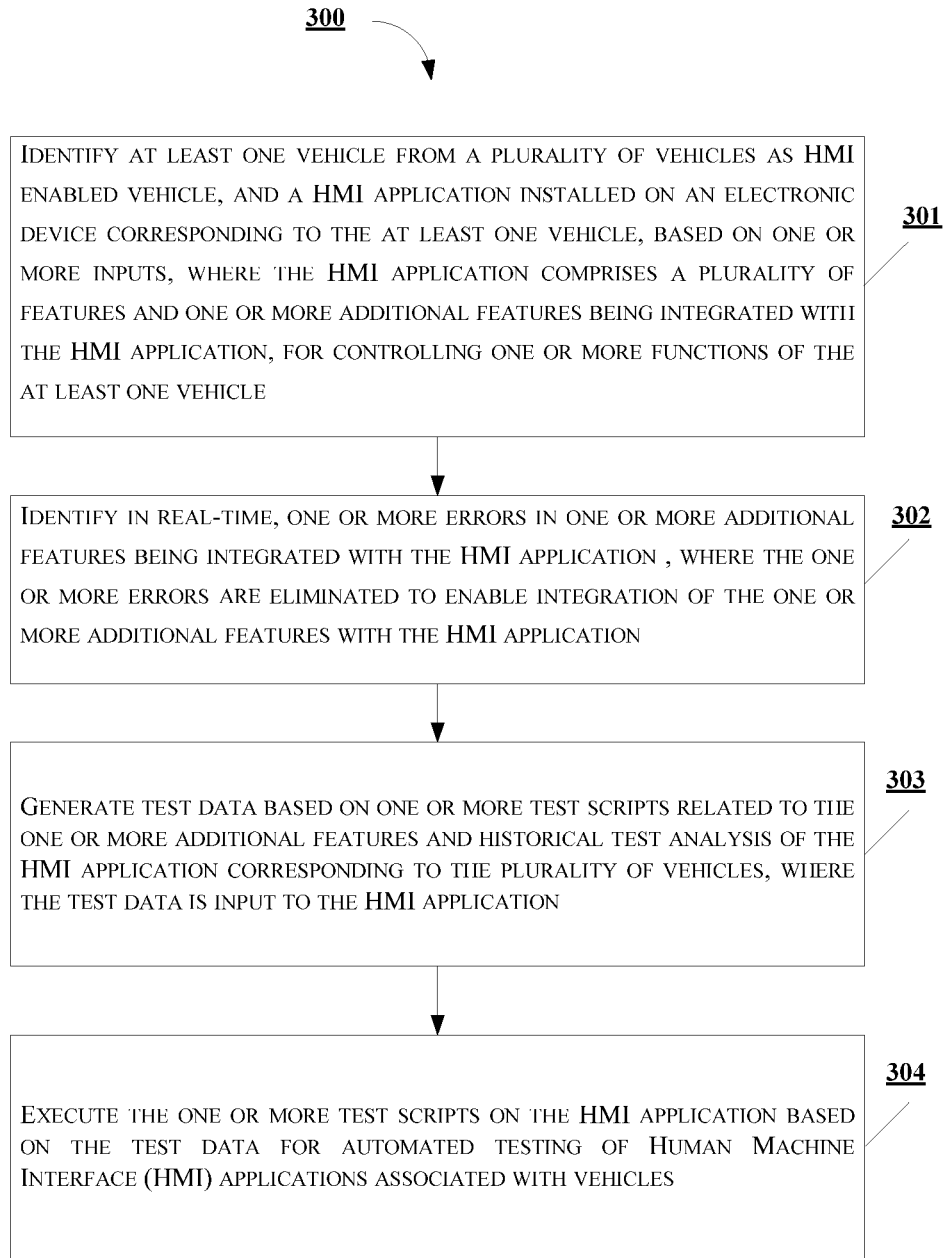 300
IDENTIFY AT LEAST ONE VEHICLE FROM A PLURALITY OF VEHICLES AS HMI
ENABLED VEHICLE, AND A HMI APPLICATION INSTALLED ON AN ELECTRONIC
DEVICE CORRESPONDING TO THE AT LEAST ONE VEHICLE, BASED ON ONE OR
MORE INPUTS, WHERE THE HMI APPLICATION COMPRISES A PLURALITY OF
FEATURES AND ONE OR MORE ADDITIONAL FEATURES BEING INTEGRATED WITH
THE HMI APPLICATION, FOR CONTROLLING ONE OR MORE FUNCTIONS OF THE
AT LEAST ONE VEHICLE
301
IDENTIFY IN REAL-TIME, ONE OR MORE ERRORS IN ONE OR MORE ADDITIONAL
FEATURES BEING INTEGRATED WITH THE HMI APPLICATION , WHERE THE ONE
OR MORE ERRORS ARE ELIMINATED TO ENABLE INTEGRATION OF THE ONE OR
MORE ADDITIONAL FEATURES WITH THE HMI APPLICATION
302
GENERATE TEST DATA BASED ON ONE OR MORE TEST SCRIPTS RELATED TO THE
ONE OR MORE ADDITIONAL FEATURES AND HISTORICAL TEST ANALYSIS OF THE
HMI APPLICATION CORRESPONDING TO THE PLURALITY OF VEHICLES, WHERE
THE TEST DATA IS INPUT TO THE HMI APPLICATION
303
EXECUTE THE ONE OR MORE TEST SCRIPTS ON THE HMI APPLICATION BASED
ON THE TEST DATA FOR AUTOMATED TESTING OF HUMAN MACHINE
INTERFACE (HMI) APPLICATIONS ASSOCIATED WITH VEHICLES
304